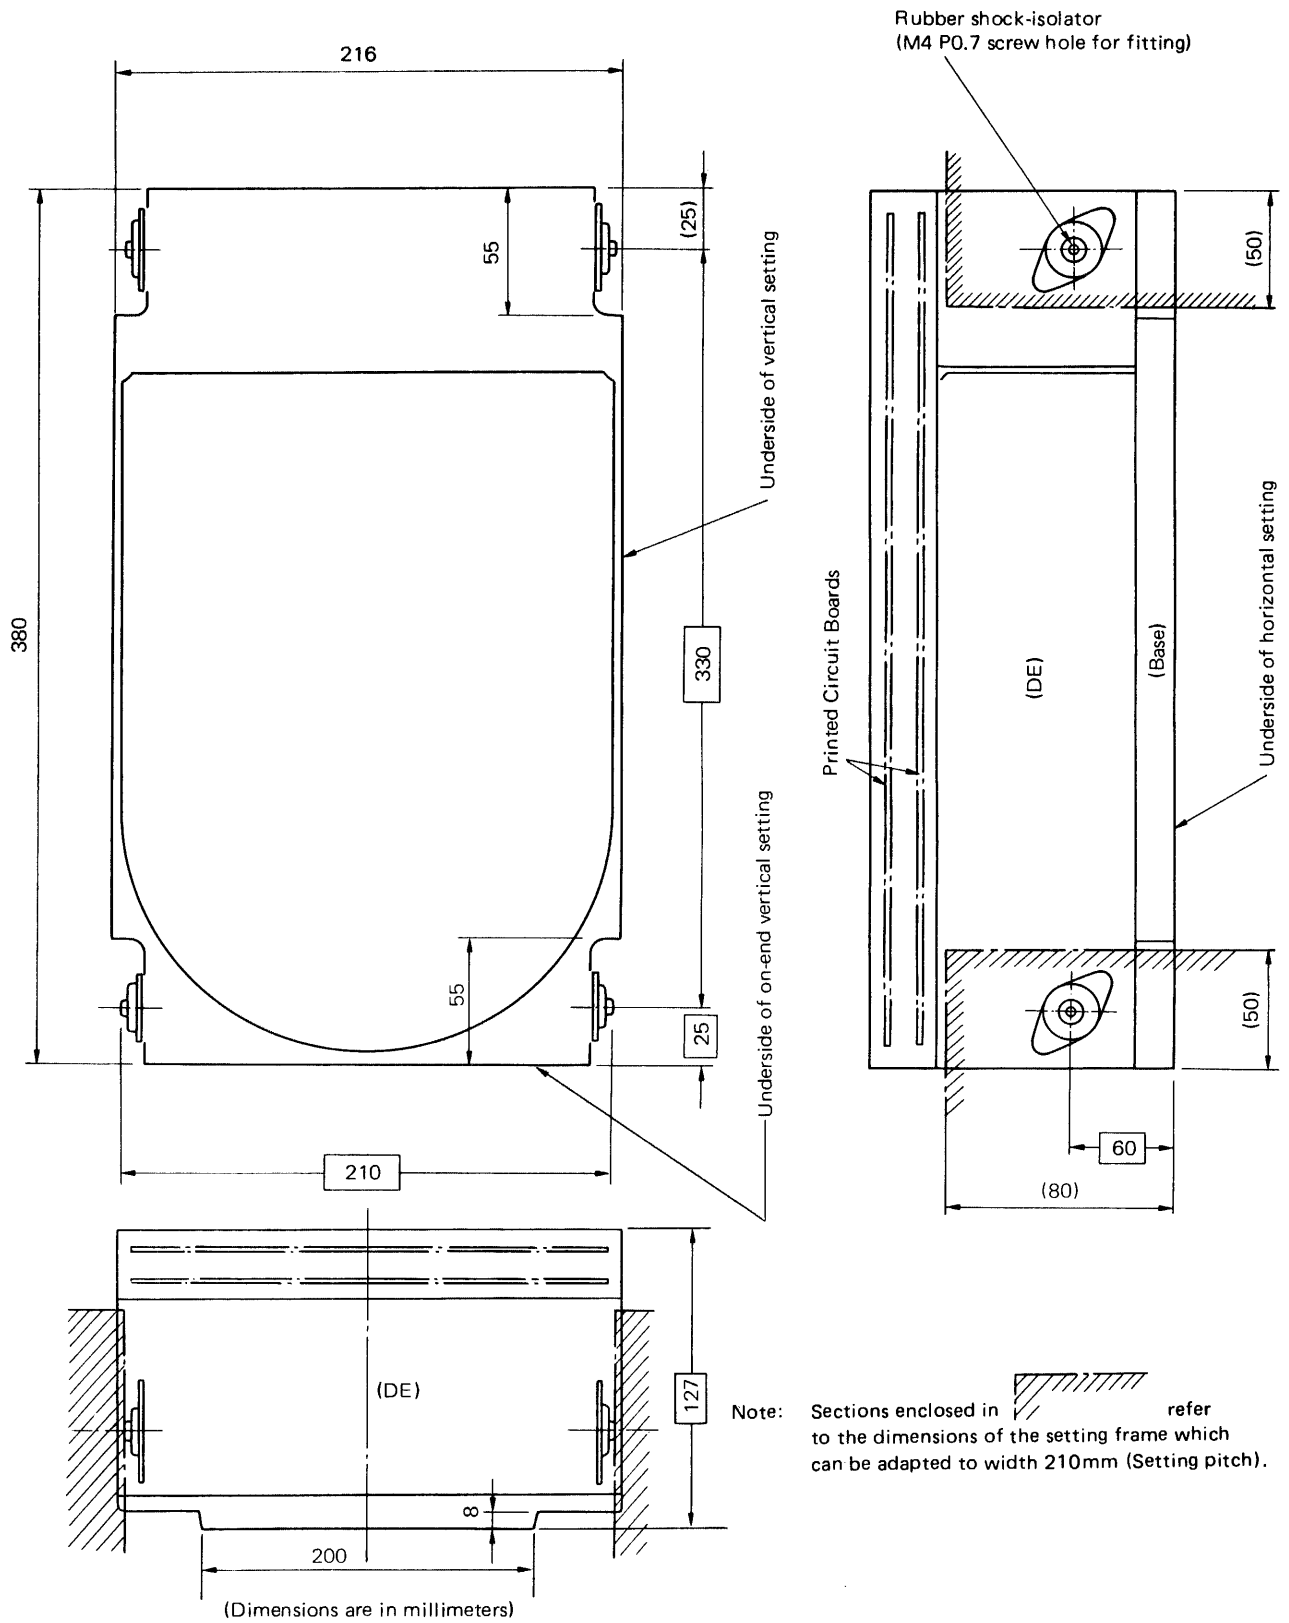 Rubber shock-isolator
(M4 P0.7 screw hole for fitting)
216
(25)
55
(50)
Underside of vertical setting
380
330
Printed Circuit Boards
(DE)
(Base)
Underside of horizontal setting
Underside of on-end vertical setting
55
25
(50)
60
(80)
210
(DE)
127
8
200
(Dimensions are in millimeters)
Note: Sections enclosed in refer
to the dimensions of the setting frame which
can be adapted to width 210mm (Setting pitch).